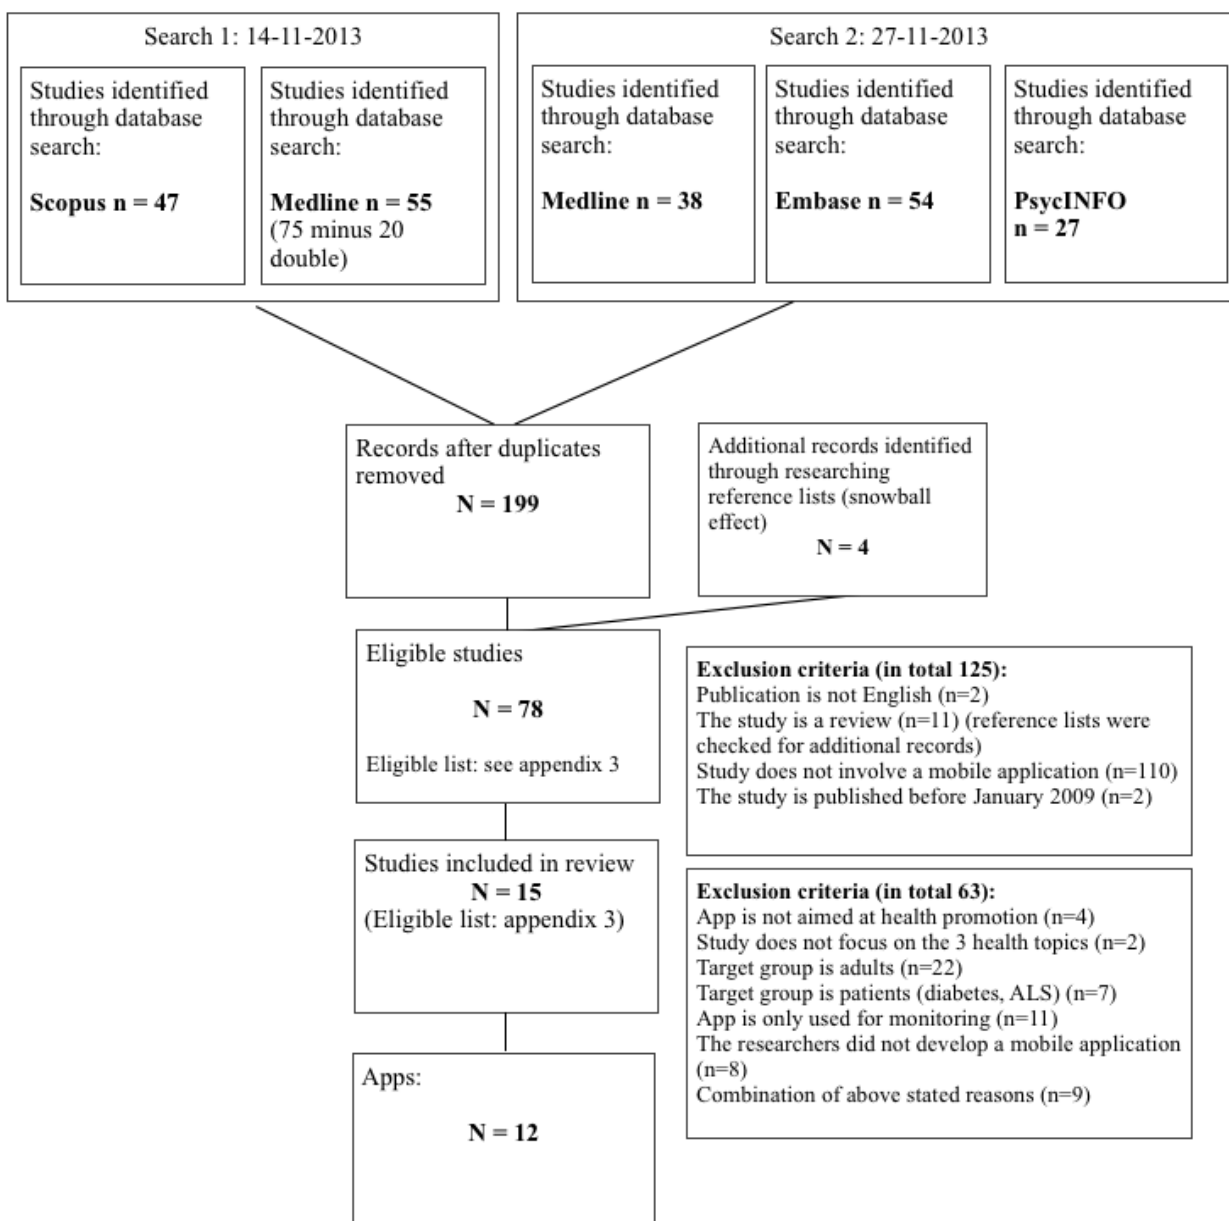 Search 1: 14-11-2013
Studies identified
through database
search:
Scopus n = 47
Studies identified
through database
search:
Medline n = 55
(75 minus 20
double)
Search 2: 27-11-2013
Studies identified
through database
search:
Medline n = 38
Studies identified
through database
search:
Embase n = 54
Studies identified
through database
search:
PsycINFO
n = 27
Records after duplicates
removed
N = 199
Additional records identified
through researching
reference lists (snowball
effect)
N = 4
Eligible studies
N = 78
Eligible list: see appendix 3
Exclusion criteria (in total 125):
Publication is not English (n=2)
The study is a review (n=11) (reference lists were
checked for additional records)
Study does not involve a mobile application (n=110)
The study is published before January 2009 (n=2)
Studies included in review
N = 15
(Eligible list: appendix 3)
Exclusion criteria (in total 63):
App is not aimed at health promotion (n=4)
Study does not focus on the 3 health topics (n=2)
Target group is adults (n=22)
Target group is patients (diabetes, ALS) (n=7)
App is only used for monitoring (n=11)
The researchers did not develop a mobile application
(n=8)
Combination of above stated reasons (n=9)
Apps:
N = 12